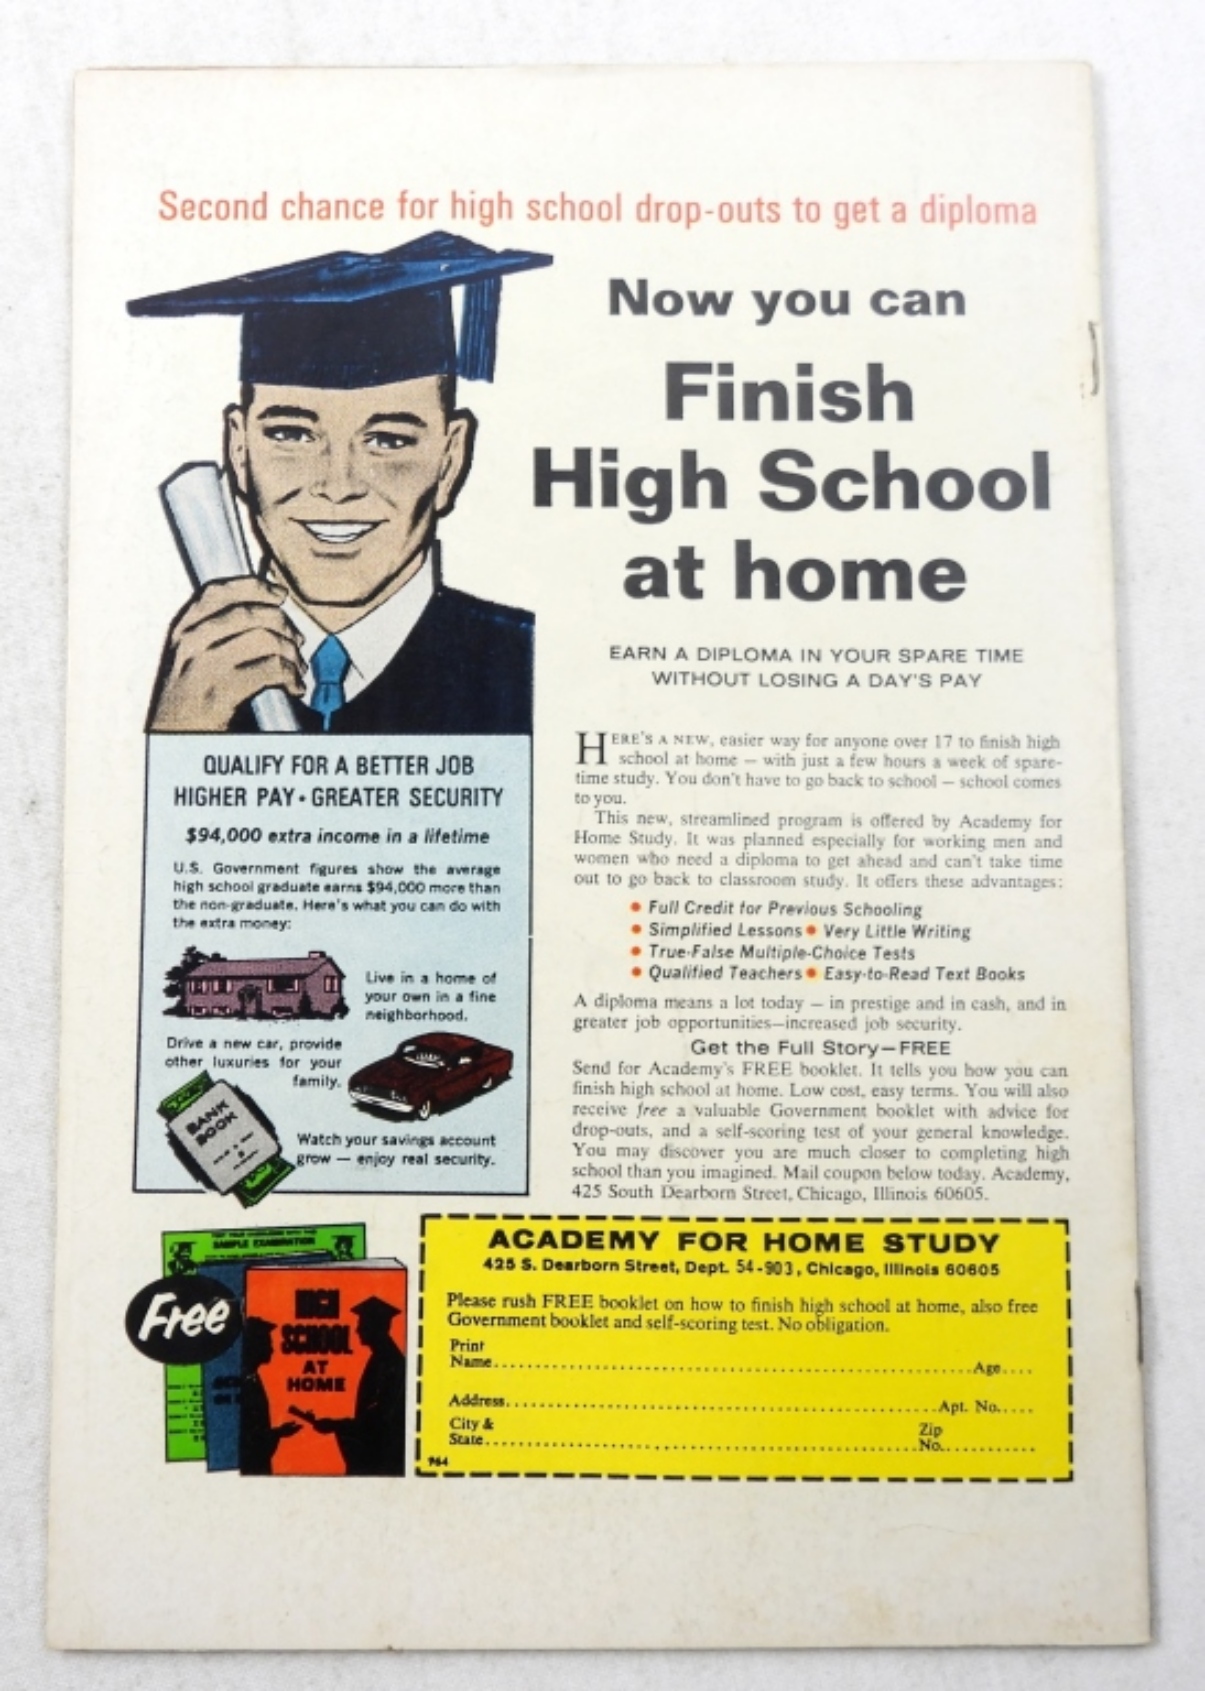 Second chance for high school drop-outs to get a diploma
Now you can
Finish
High School
at home
EARN A DIPLOMA IN YOUR SPARE TIME
WITHOUT LOSING A DAY'S PAY
QUALIFY FOR A BETTER JOB
HIGHER PAY • GREATER SECURITY
$94,000 extra income in a lifetime
U.S. Government figures show the average
high school graduate earns $94,000 more than
the non-graduate. Here's what you can do with
the extra money:
Live in a home of
your own in a fine
neighborhood.
Drive a new car, provide
other luxuries for your
family.
BANK
BOOK
Watch your savings account
grow — enjoy real security.
HERE'S A NEW, easier way for anyone over 17 to finish high
school at home — with just a few hours a week of spare-
time study. You don't have to go back to school — school comes
to you.
This new, streamlined program is offered by Academy for
Home Study. It was planned especially for working men and
women who need a diploma to get ahead and can't take time
out to go back to classroom study. It offers these advantages:
• Full Credit for Previous Schooling
• Simplified Lessons • Very Little Writing
• True-False Multiple-Choice Tests
• Qualified Teachers • Easy-to-Read Text Books
A diploma means a lot today — in prestige and in cash, and in
greater job opportunities—increased job security.
Get the Full Story—FREE
Send for Academy's FREE booklet. It tells you how you can
finish high school at home. Low cost, easy terms. You will also
receive free a valuable Government booklet with advice for
drop-outs, and a self-scoring test of your general knowledge.
You may discover you are much closer to completing high
school than you imagined. Mail coupon below today. Academy,
425 South Dearborn Street, Chicago, Illinois 60605.
SAMPLE EXAMINATION
Free
HIGH
SCHOOL
AT
HOME
ACADEMY FOR HOME STUDY
425 S. Dearborn Street, Dept. 54-903, Chicago, Illinois 60605
Please rush FREE booklet on how to finish high school at home, also free
Government booklet and self-scoring test. No obligation.
Print
Name Age
Address Apt. No.
City & Zip
State No.
964